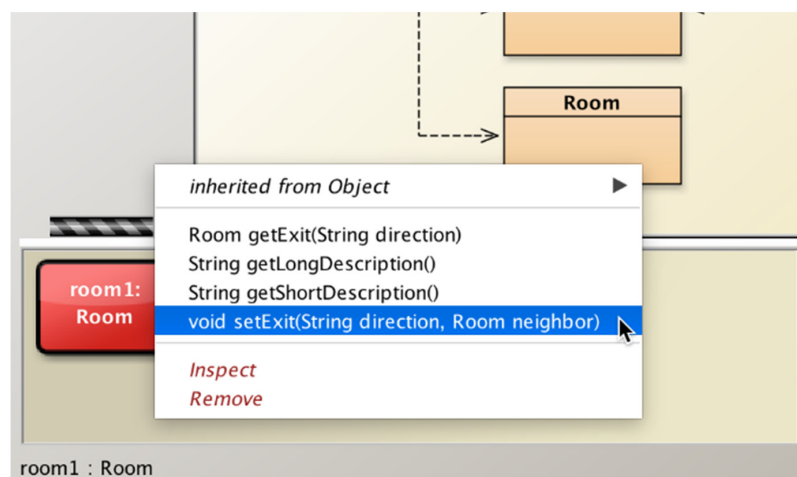 Room
inherited from Object
Room getExit(String direction)
String getLongDescription()
String getShortDescription()
void setExit(String direction, Room neighbor)
room1:
Room
Inspect
Remove
room1 : Room